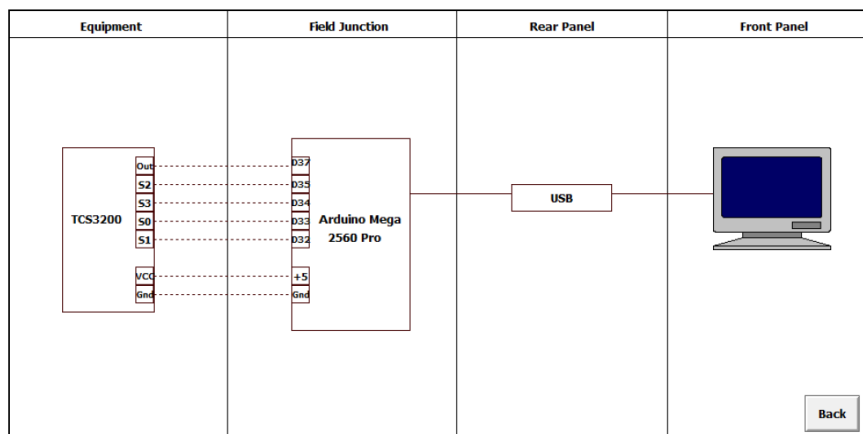 Equipment
Field Junction
Rear Panel
Front Panel
TCS3200
Out
S2
S3
S0
S1
VCC
Gnd
D37
D35
D34
D33
D32
+5
Gnd
Arduino Mega
2560 Pro
USB
Back